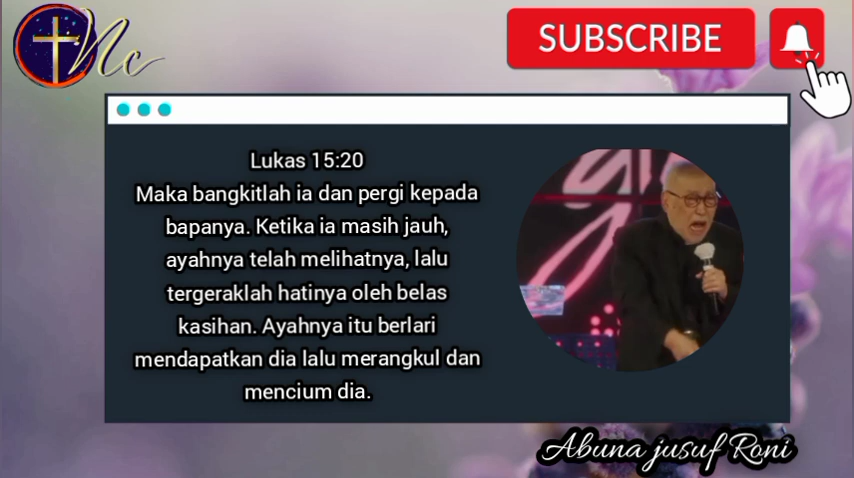 Nc
SUBSCRIBE
Lukas 15:20
Maka bangkitlah ia dan pergi kepada
bapanya. Ketika ia masih jauh,
ayahnya telah melihatnya, lalu
tergeraklah hatinya oleh belas
kasihan. Ayahnya itu berlari
mendapatkan dia lalu merangkul dan
mencium dia.
Abuna jusuf Roni